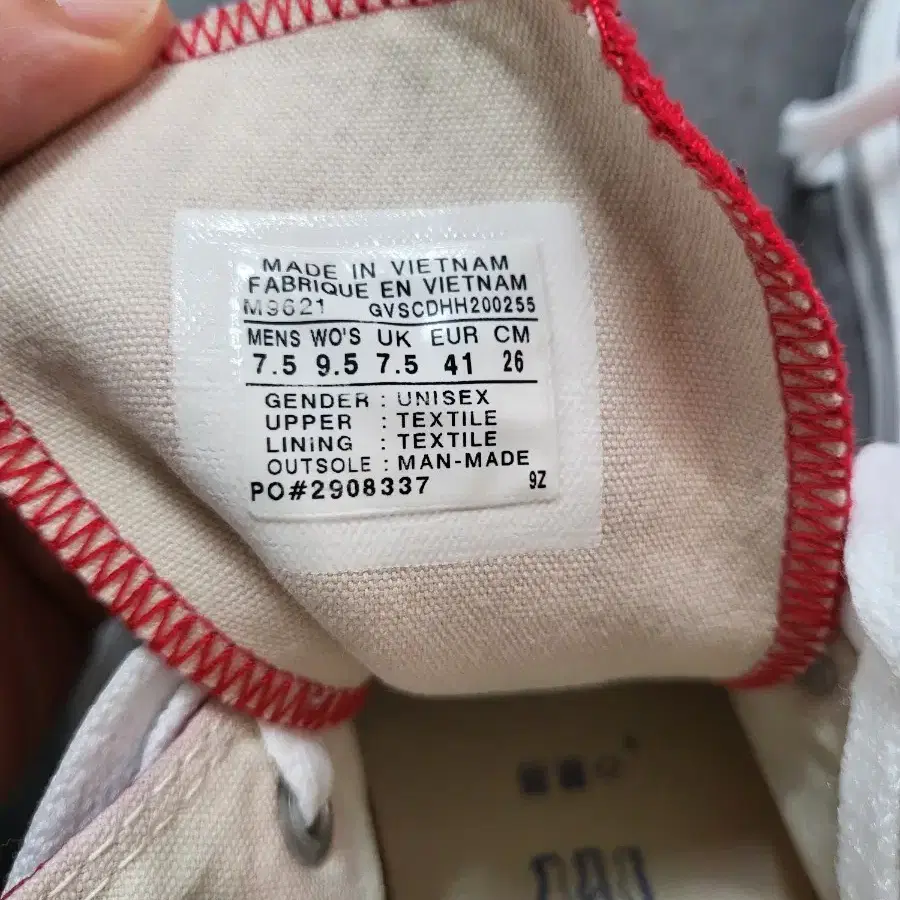 MADE IN VIETNAM
FABRIQUE EN VIETNAM
M9621 GVSCDHH200255
MENS WO'S UK EUR CM
7.5 9.5 7.5 41 26
GENDER : UNISEX
UPPER : TEXTILE
LINING : TEXTILE
OUTSOLE : MAN-MADE
PO#2908337 9Z